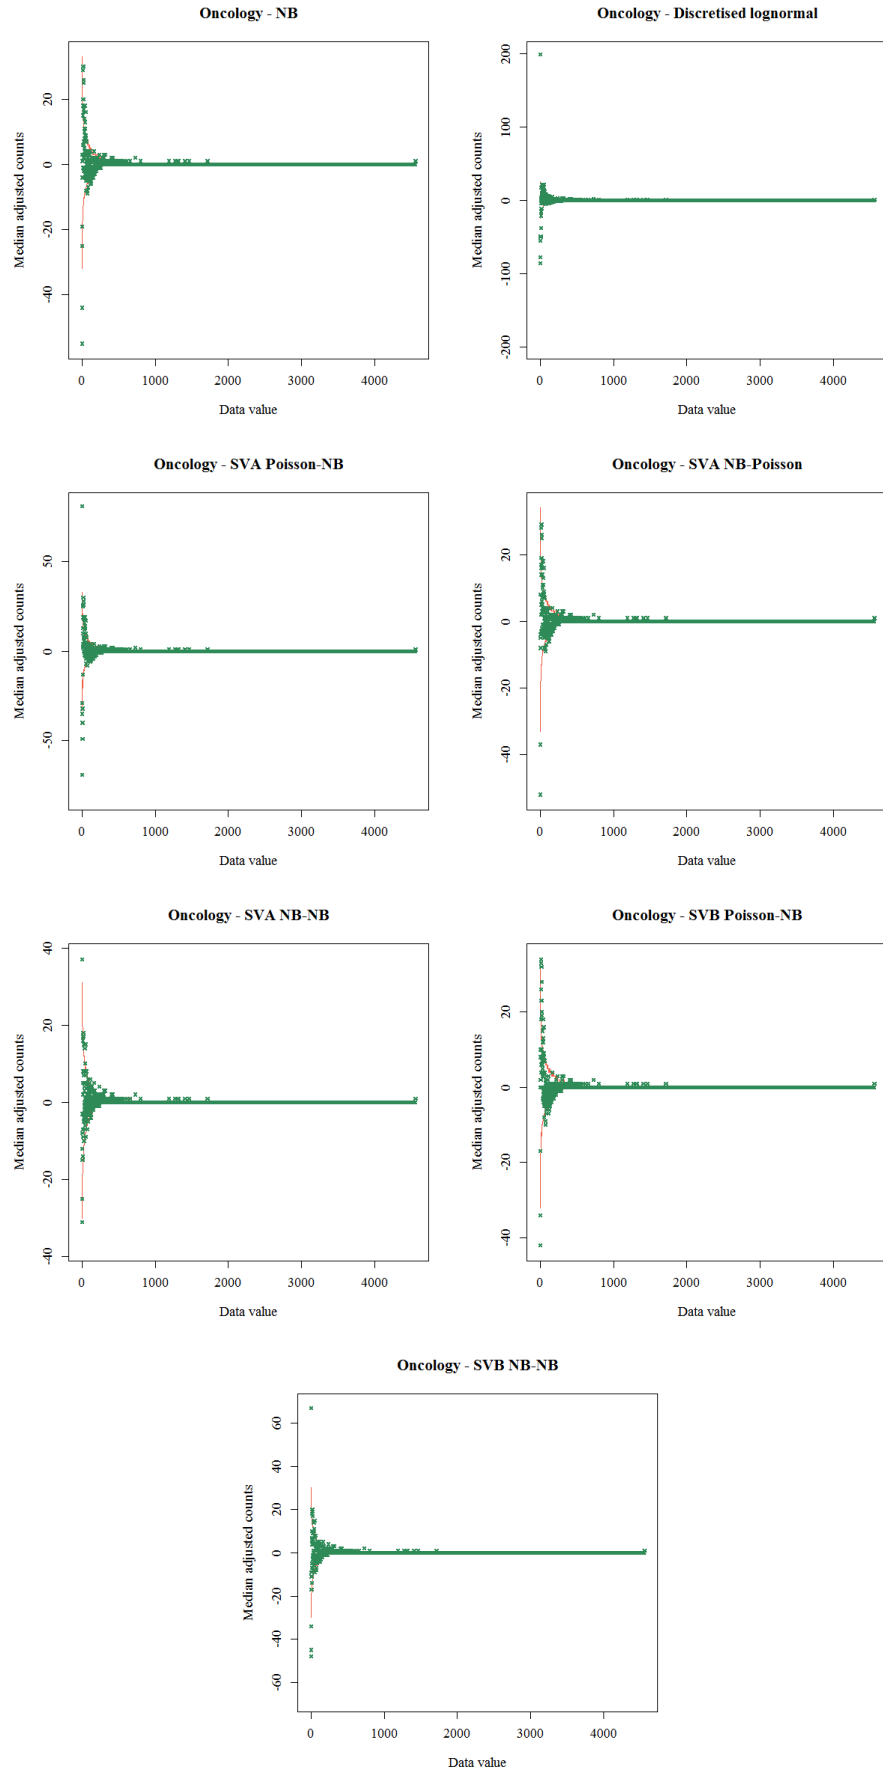 Oncology - NB
Median adjusted counts
20
0
-20
-40
0 1000 2000 3000 4000
Data value
Oncology - Discretised lognormal
Median adjusted counts
200
100
0
-100
-200
0 1000 2000 3000 4000
Data value
Oncology - SVA Poisson-NB
Median adjusted counts
50
0
-50
0 1000 2000 3000 4000
Data value
Oncology - SVA NB-Poisson
Median adjusted counts
20
0
-20
-40
0 1000 2000 3000 4000
Data value
Oncology - SVA NB-NB
Median adjusted counts
40
20
0
-20
-40
0 1000 2000 3000 4000
Data value
Oncology - SVB Poisson-NB
Median adjusted counts
20
0
-20
-40
0 1000 2000 3000 4000
Data value
Oncology - SVB NB-NB
Median adjusted counts
60
40
20
0
-20
-40
-60
0 1000 2000 3000 4000
Data value